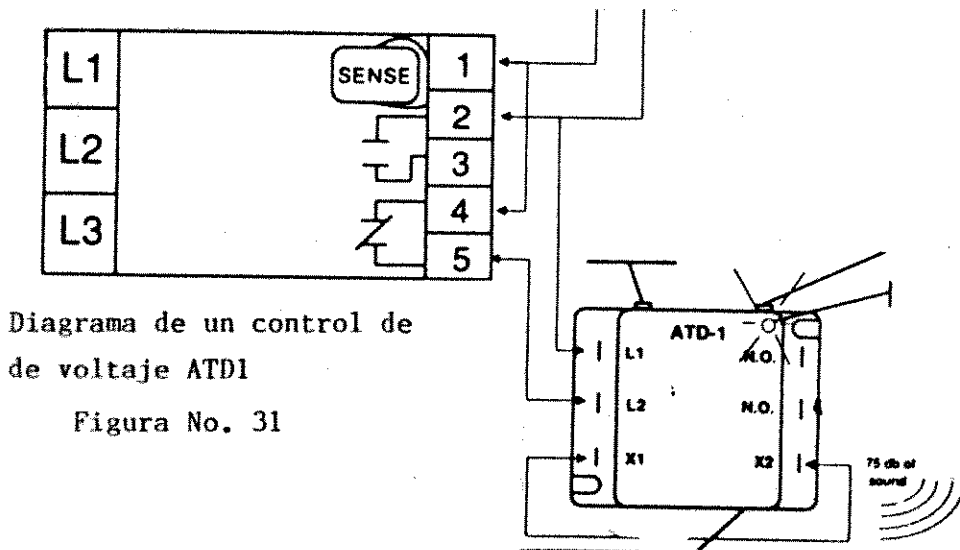 L1
L2
L3
SENSE
1
2
3
4
5
Diagrama de un control de
de voltaje ATD1
Figura No. 31
ATD-1
L1
N.O.
L2
N.O.
X1
X2
75 db of
sound